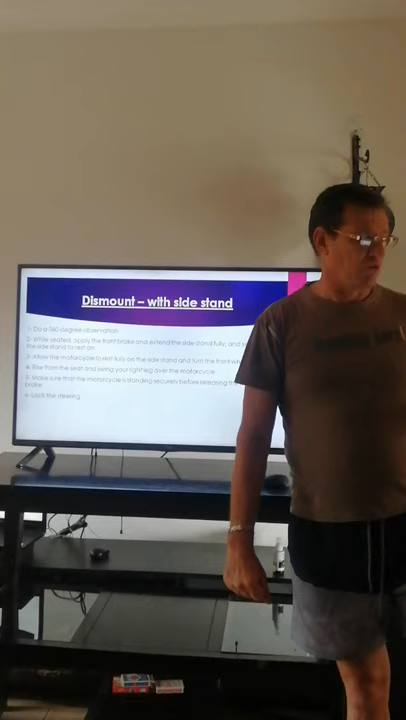 Dismount – with side stand
1- Do a 360 degree observation
2- While seated, apply the front brake and extend the side stand fully, and
the side stand to rest on
3- Allow the motorcycle to rest fully on the side stand and turn the front
4- Rise from the seat and swing your right leg over the motorcycle
5- Make sure that the motorcycle is standing securely before releasing
brake
6- Lock the steering